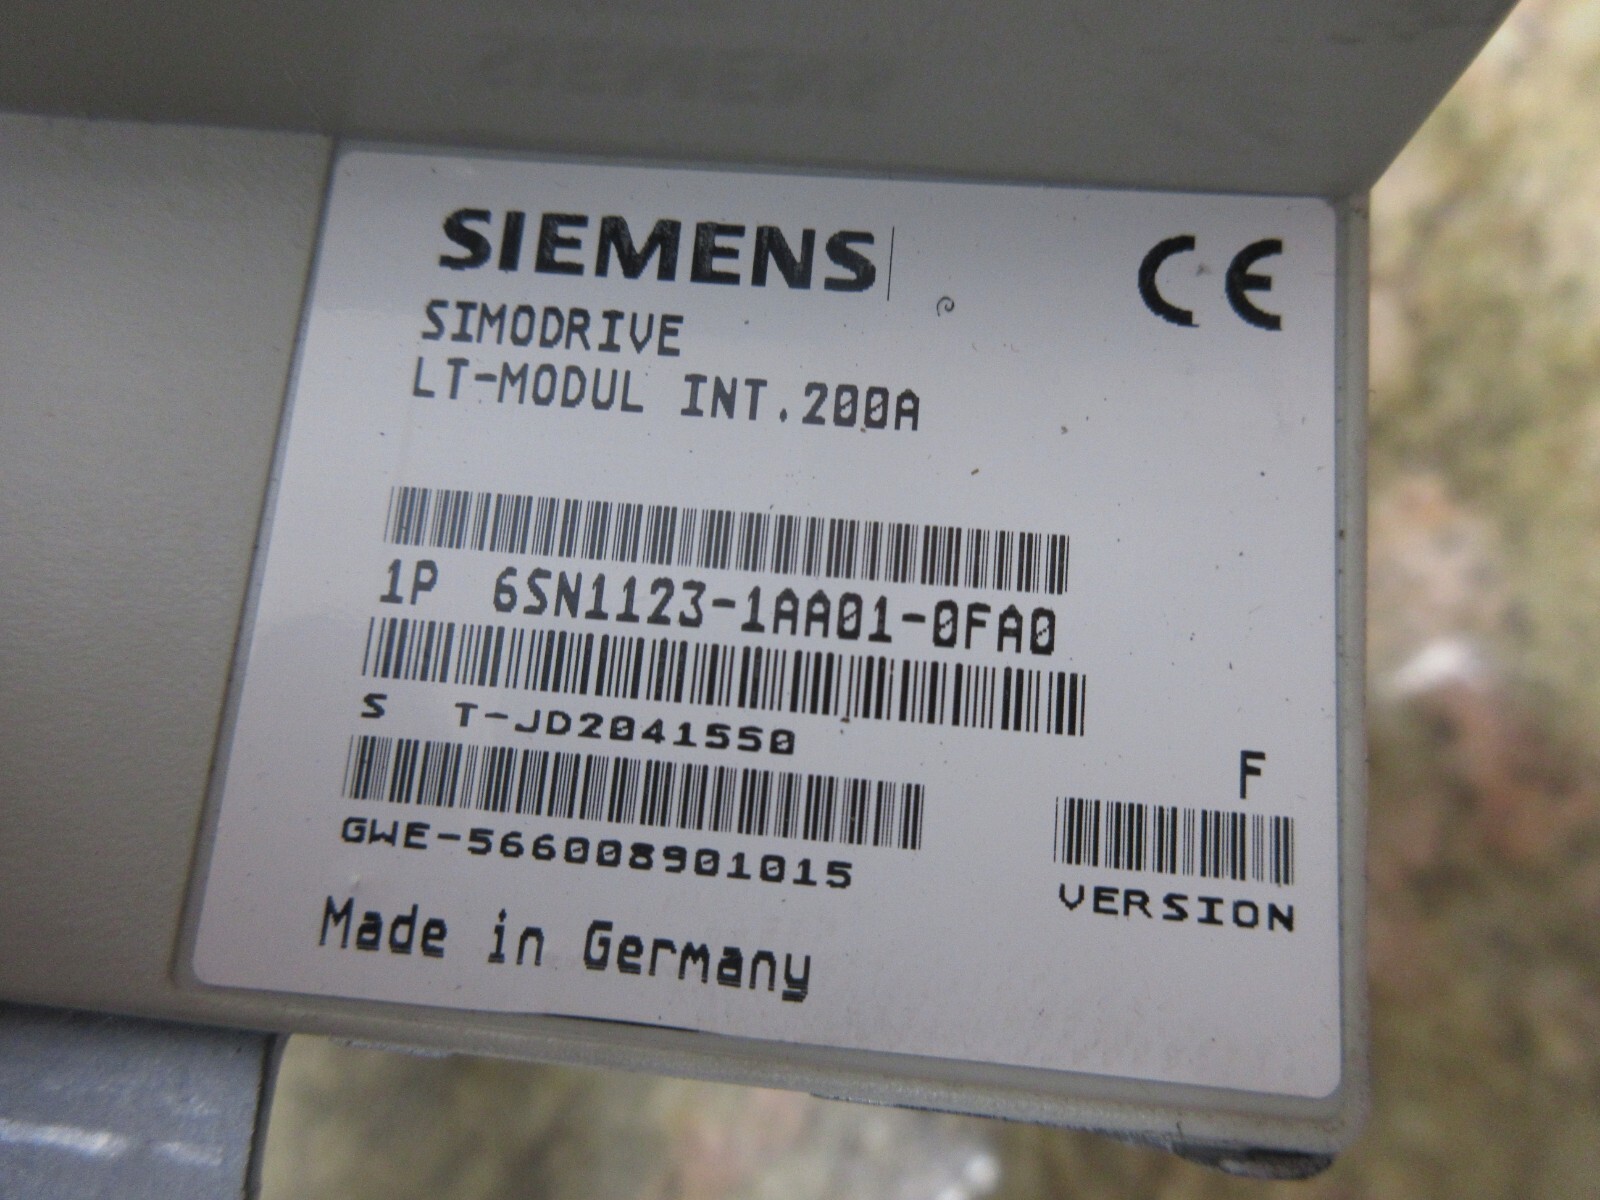 SIEMENS
CE
SIMODRIVE
LT-MODUL INT.200A
1P 6SN1123-1AA01-0FA0
S T-JD2041550
F
GWE-566008901015
VERSION
Made in Germany